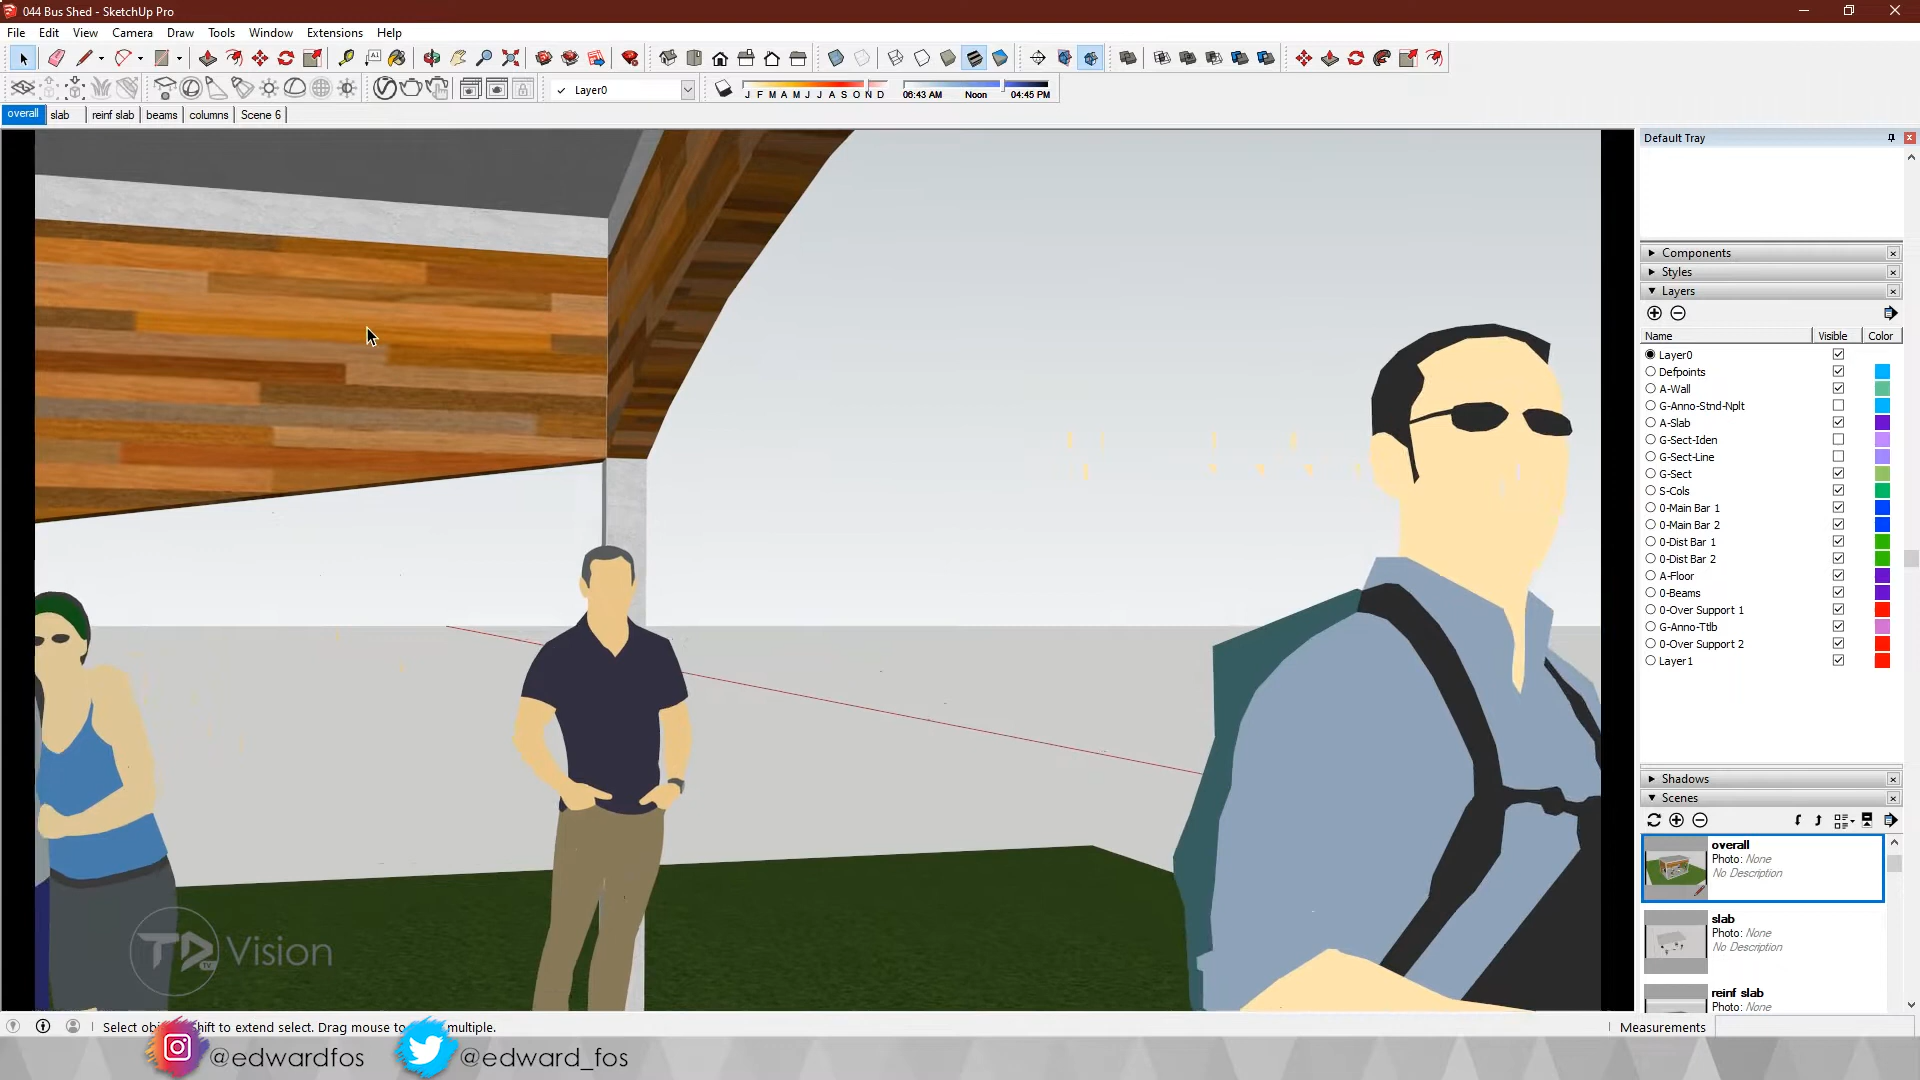 044 Bus Shed - SketchUp Pro
File Edit View Camera Draw Tools Window Extensions Help
Layer0
J F M A M J J A S O N D
06:43 AM Noon 04:45 PM
overall slab reinf slab beams columns Scene 6
Default Tray
Components
Styles
Layers
Name Visible Color
Layer0
Defpoints
A-Wall
G-Anno-Stnd-Nplt
A-Slab
G-Sect-Iden
G-Sect-Line
G-Sect
S-Cols
0-Main Bar 1
0-Main Bar 2
0-Dist Bar 1
0-Dist Bar 2
A-Floor
0-Beams
0-Over Support 1
G-Anno-Ttlb
0-Over Support 2
Layer1
Shadows
Scenes
overall
Photo: None
No Description
slab
Photo: None
No Description
reinf slab
Photo: None
TD Vision
tv
Select obj shift to extend select. Drag mouse to multiple.
Measurements
@edwardfos @edward_fos